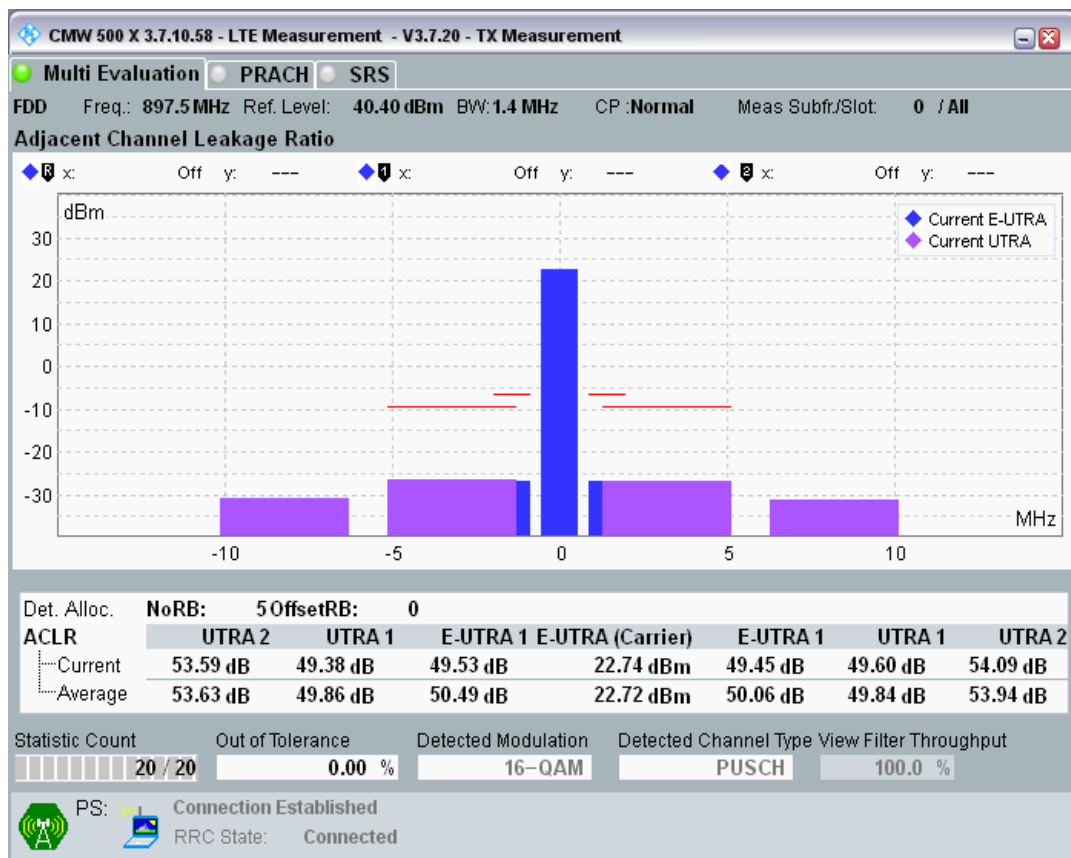 CMW 500 X 3.7.10.58 - LTE Measurement - V3.7.20 - TX Measurement
Multi Evaluation PRACH SRS
FDD Freq.: 897.5 MHz Ref. Level: 40.40 dBm BW: 1.4 MHz CP :Normal Meas Subfr./Slot: 0 / All
Adjacent Channel Leakage Ratio
R x: Off y: --- 1 x: Off y: --- 2 x: Off y: ---
dBm
Current E-UTRA
Current UTRA
30
20
10
0
-10
-20
-30
MHz
-10 -5 0 5 10
Det. Alloc. NoRB: 5 OffsetRB: 0
ACLR UTRA 2 UTRA 1 E-UTRA 1 E-UTRA (Carrier) E-UTRA 1 UTRA 1 UTRA 2
Current 53.59 dB 49.38 dB 49.53 dB 22.74 dBm 49.45 dB 49.60 dB 54.09 dB
Average 53.63 dB 49.86 dB 50.49 dB 22.72 dBm 50.06 dB 49.84 dB 53.94 dB
Statistic Count Out of Tolerance Detected Modulation Detected Channel Type View Filter Throughput
20 / 20 0.00 % 16-QAM PUSCH 100.0 %
PS: Connection Established
RRC State: Connected